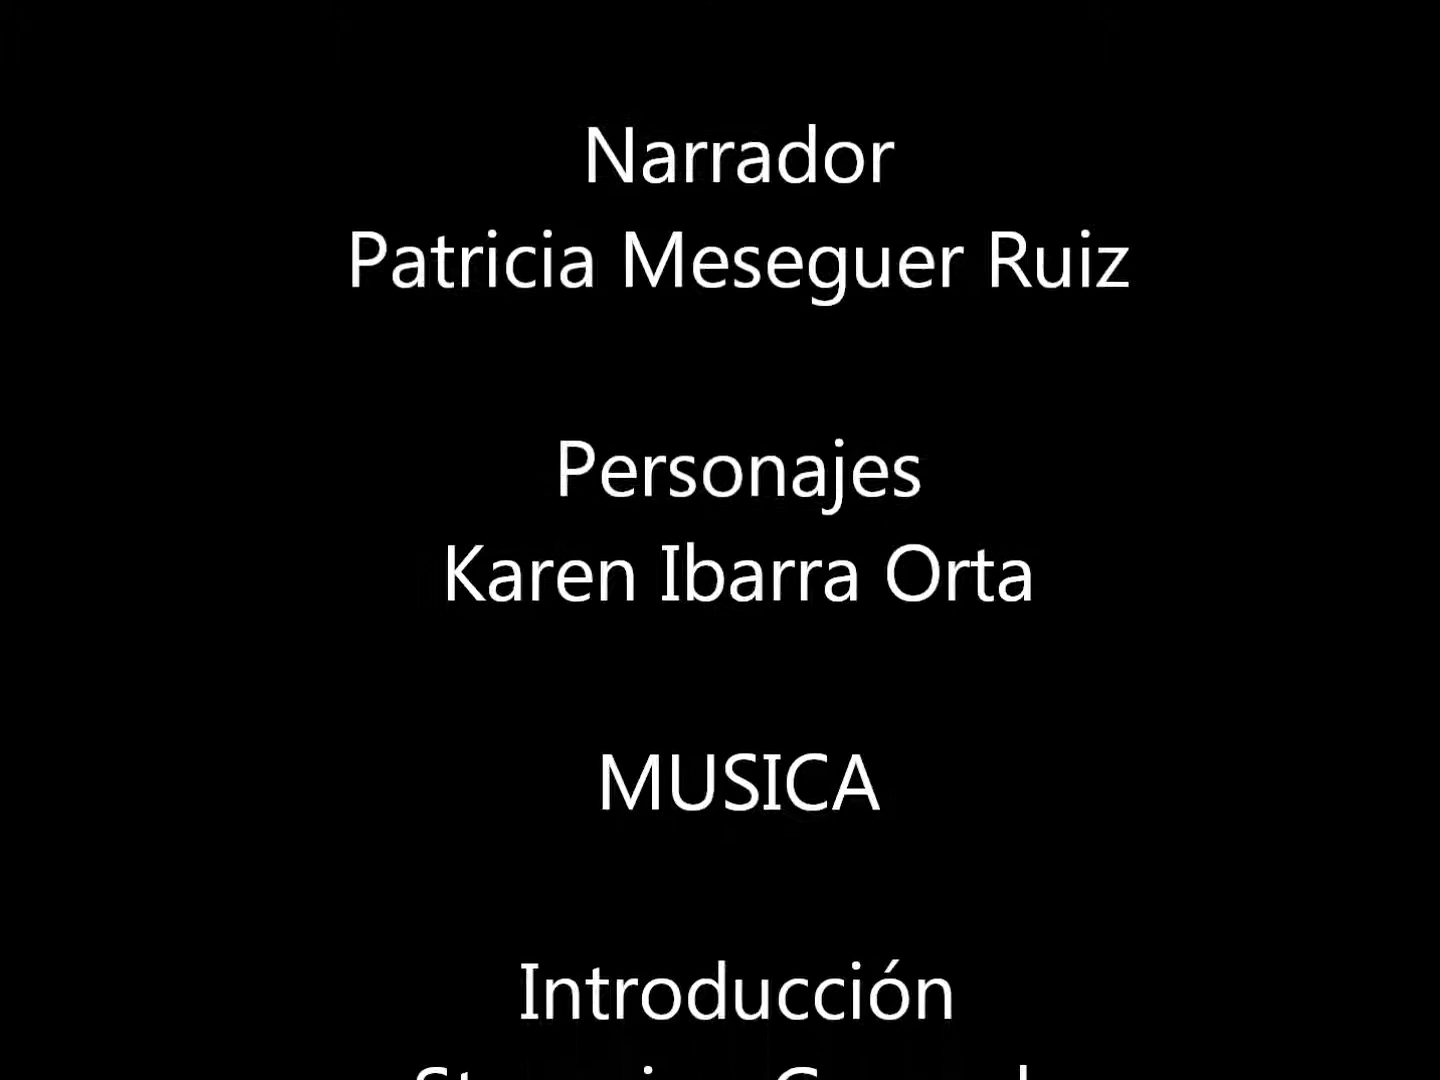 Narrador
Patricia Meseguer Ruiz
Personajes
Karen Ibarra Orta
MUSICA
Introducción